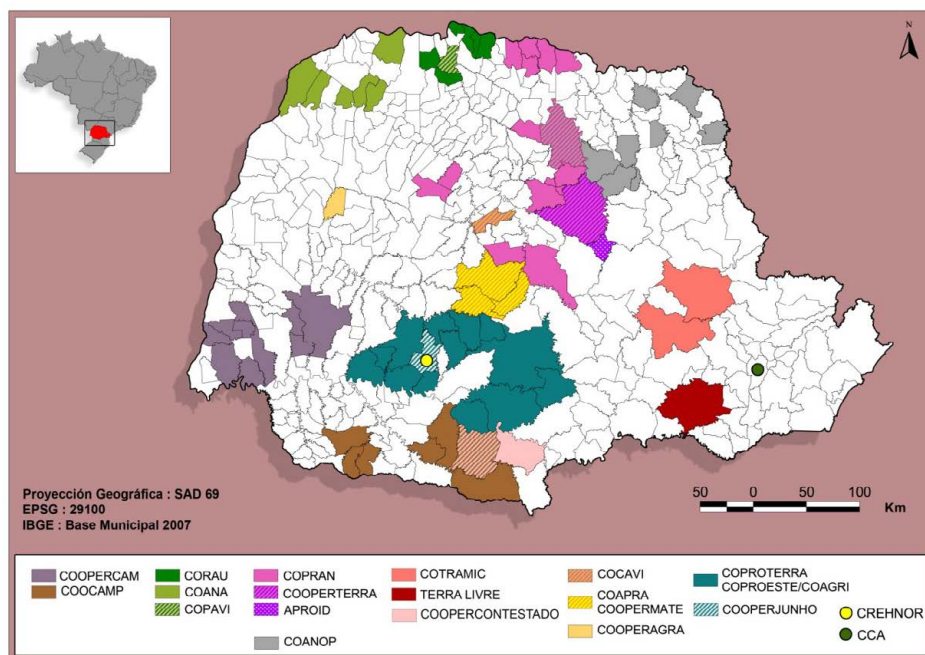 N
Proyección Geográfica : SAD 69
EPSG : 29100
IBGE : Base Municipal 2007
50 0 50 100
Km
COOPERCAM
COOCAMP
CORAU
COANA
COPAVI
COPRAN
COOPERTERRA
APROID
COANOP
COTRAMIC
TERRA LIVRE
COOPERCONTESTADO
COCAVI
COAPRA
COOPERMATE
COOPERAGRA
COPROTERRA
COPROESTE/COAGRI
COOPERJUNHO
CREHNOR
CCA